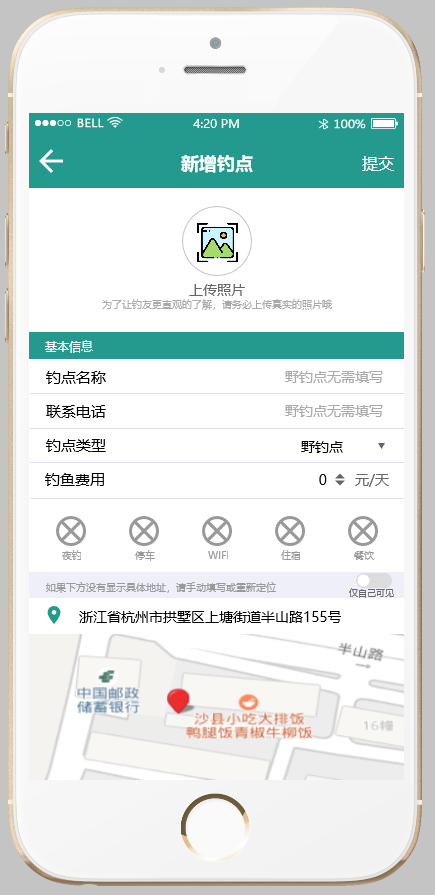 BELL 4:20 PM 100%
新增钓点 提交
上传照片
为了让钓友更直观的了解，请务必上传真实的照片哦
基本信息
钓点名称 野钓点无需填写
联系电话 野钓点无需填写
钓点类型 野钓点
钓鱼费用 0 元/天
夜钓 停车 WIFI 住宿 餐饮
如果下方没有显示具体地址，请手动填写或重新定位
仅自己可见
浙江省杭州市拱墅区上塘街道半山路155号
半山路
中国邮政
储蓄银行
沙县小吃大排饭
鸭腿饭青椒牛柳饭
16幢